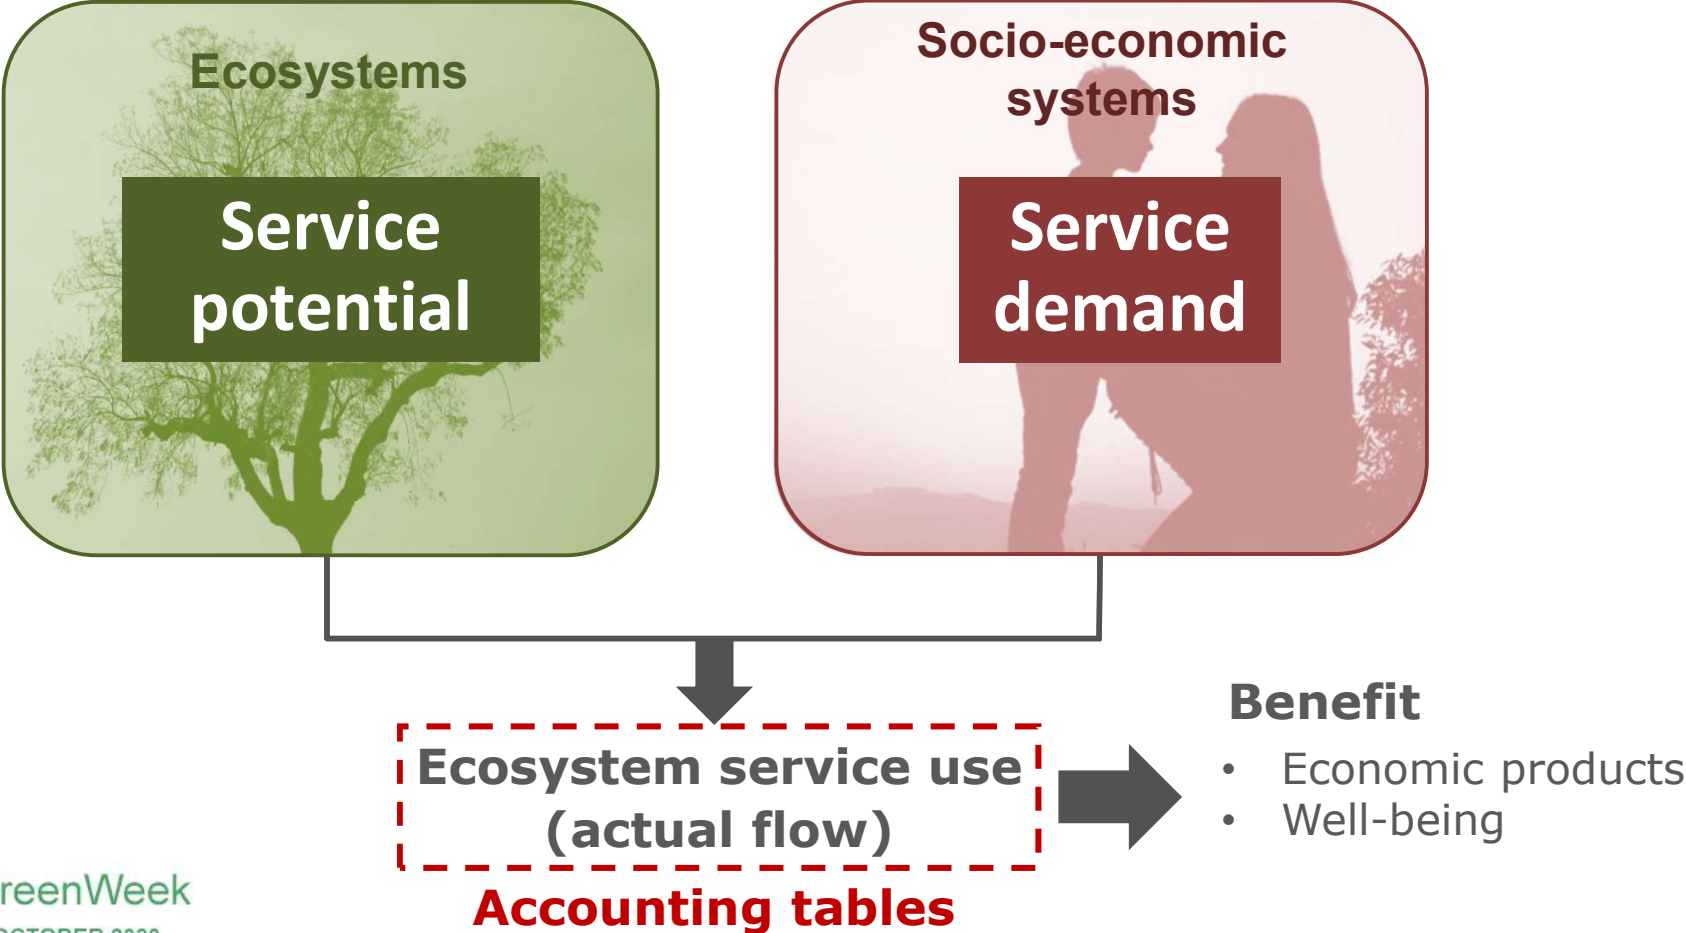 Ecosystems
Service
potential
Socio-economic
systems
Service
demand
Ecosystem service use
(actual flow)
Accounting tables
Benefit
• Economic products
• Well-being
reenWeek